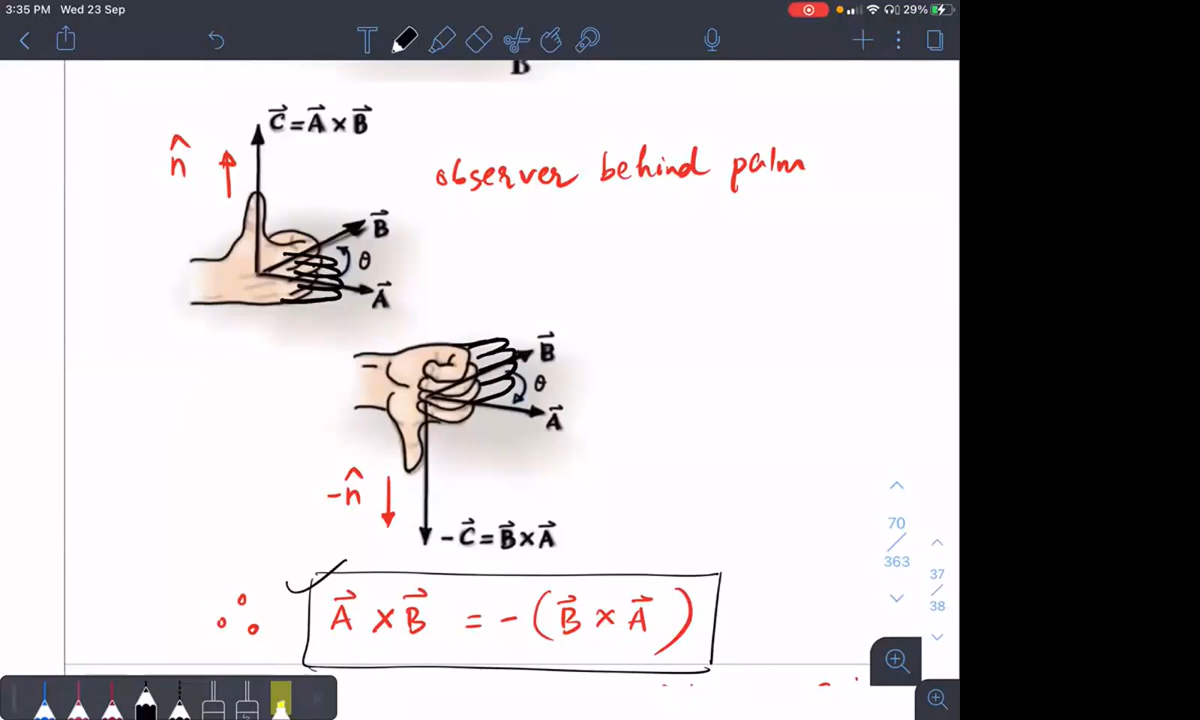 3:35 PM Wed 23 Sep
29%
T
B
C⃗ = A⃗ × B⃗
n̂
observer behind palm
B⃗
θ
A⃗
B⃗
θ
A⃗
-n̂
-C⃗ = B⃗ × A⃗
70
/
363
37
/
38
∴ A⃗ × B⃗ = - (B⃗ × A⃗)